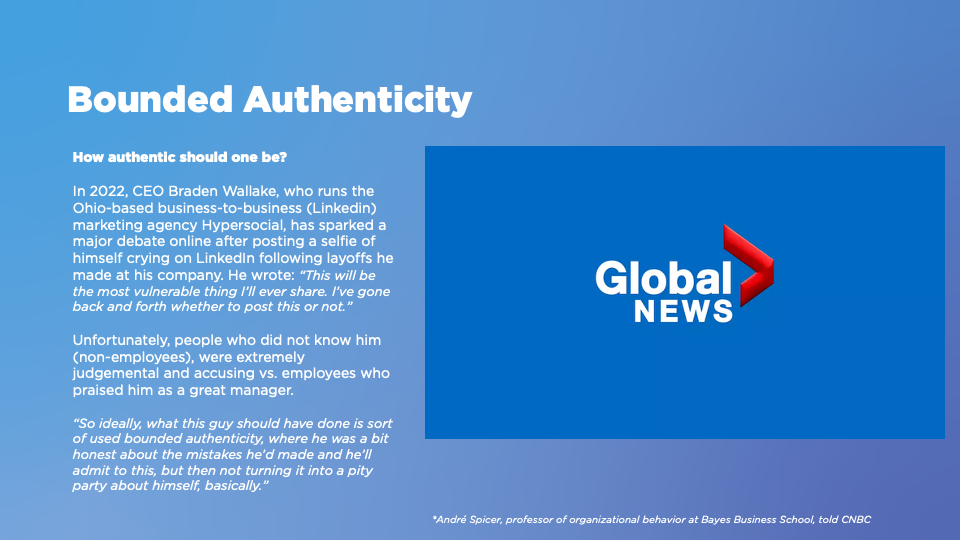 Bounded Authenticity
How authentic should one be?
In 2022, CEO Braden Wallake, who runs the
Ohio-based business-to-business (Linkedin)
marketing agency Hypersocial, has sparked a
major debate online after posting a selfie of
himself crying on LinkedIn following layoffs he
made at his company. He wrote: “This will be
the most vulnerable thing I’ll ever share. I’ve gone
back and forth whether to post this or not.”
Unfortunately, people who did not know him
(non-employees), were extremely
judgemental and accusing vs. employees who
praised him as a great manager.
“So ideally, what this guy should have done is sort
of used bounded authenticity, where he was a bit
honest about the mistakes he’d made and he’ll
admit to this, but then not turning it into a pity
party about himself, basically.”
Global
NEWS
*André Spicer, professor of organizational behavior at Bayes Business School, told CNBC